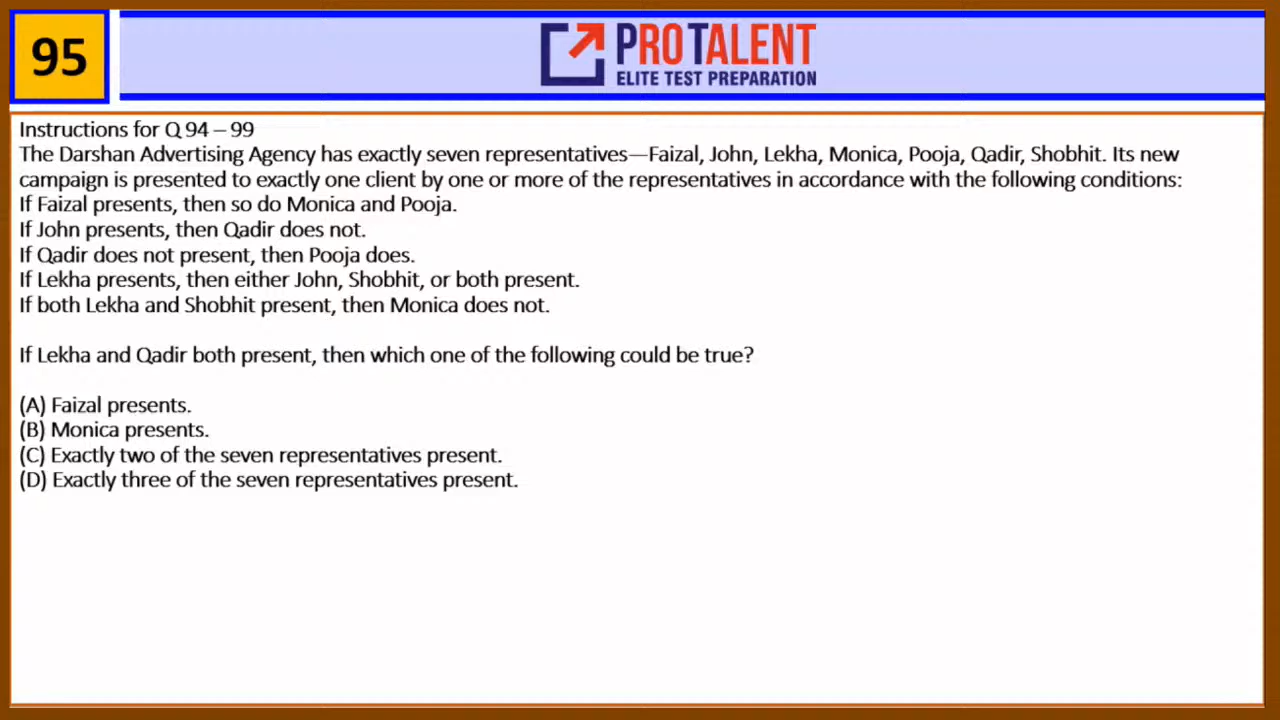 95
PROTALENT
ELITE TEST PREPARATION
Instructions for Q 94 – 99
The Darshan Advertising Agency has exactly seven representatives—Faizal, John, Lekha, Monica, Pooja, Qadir, Shobhit. Its new
campaign is presented to exactly one client by one or more of the representatives in accordance with the following conditions:
If Faizal presents, then so do Monica and Pooja.
If John presents, then Qadir does not.
If Qadir does not present, then Pooja does.
If Lekha presents, then either John, Shobhit, or both present.
If both Lekha and Shobhit present, then Monica does not.
If Lekha and Qadir both present, then which one of the following could be true?
(A) Faizal presents.
(B) Monica presents.
(C) Exactly two of the seven representatives present.
(D) Exactly three of the seven representatives present.